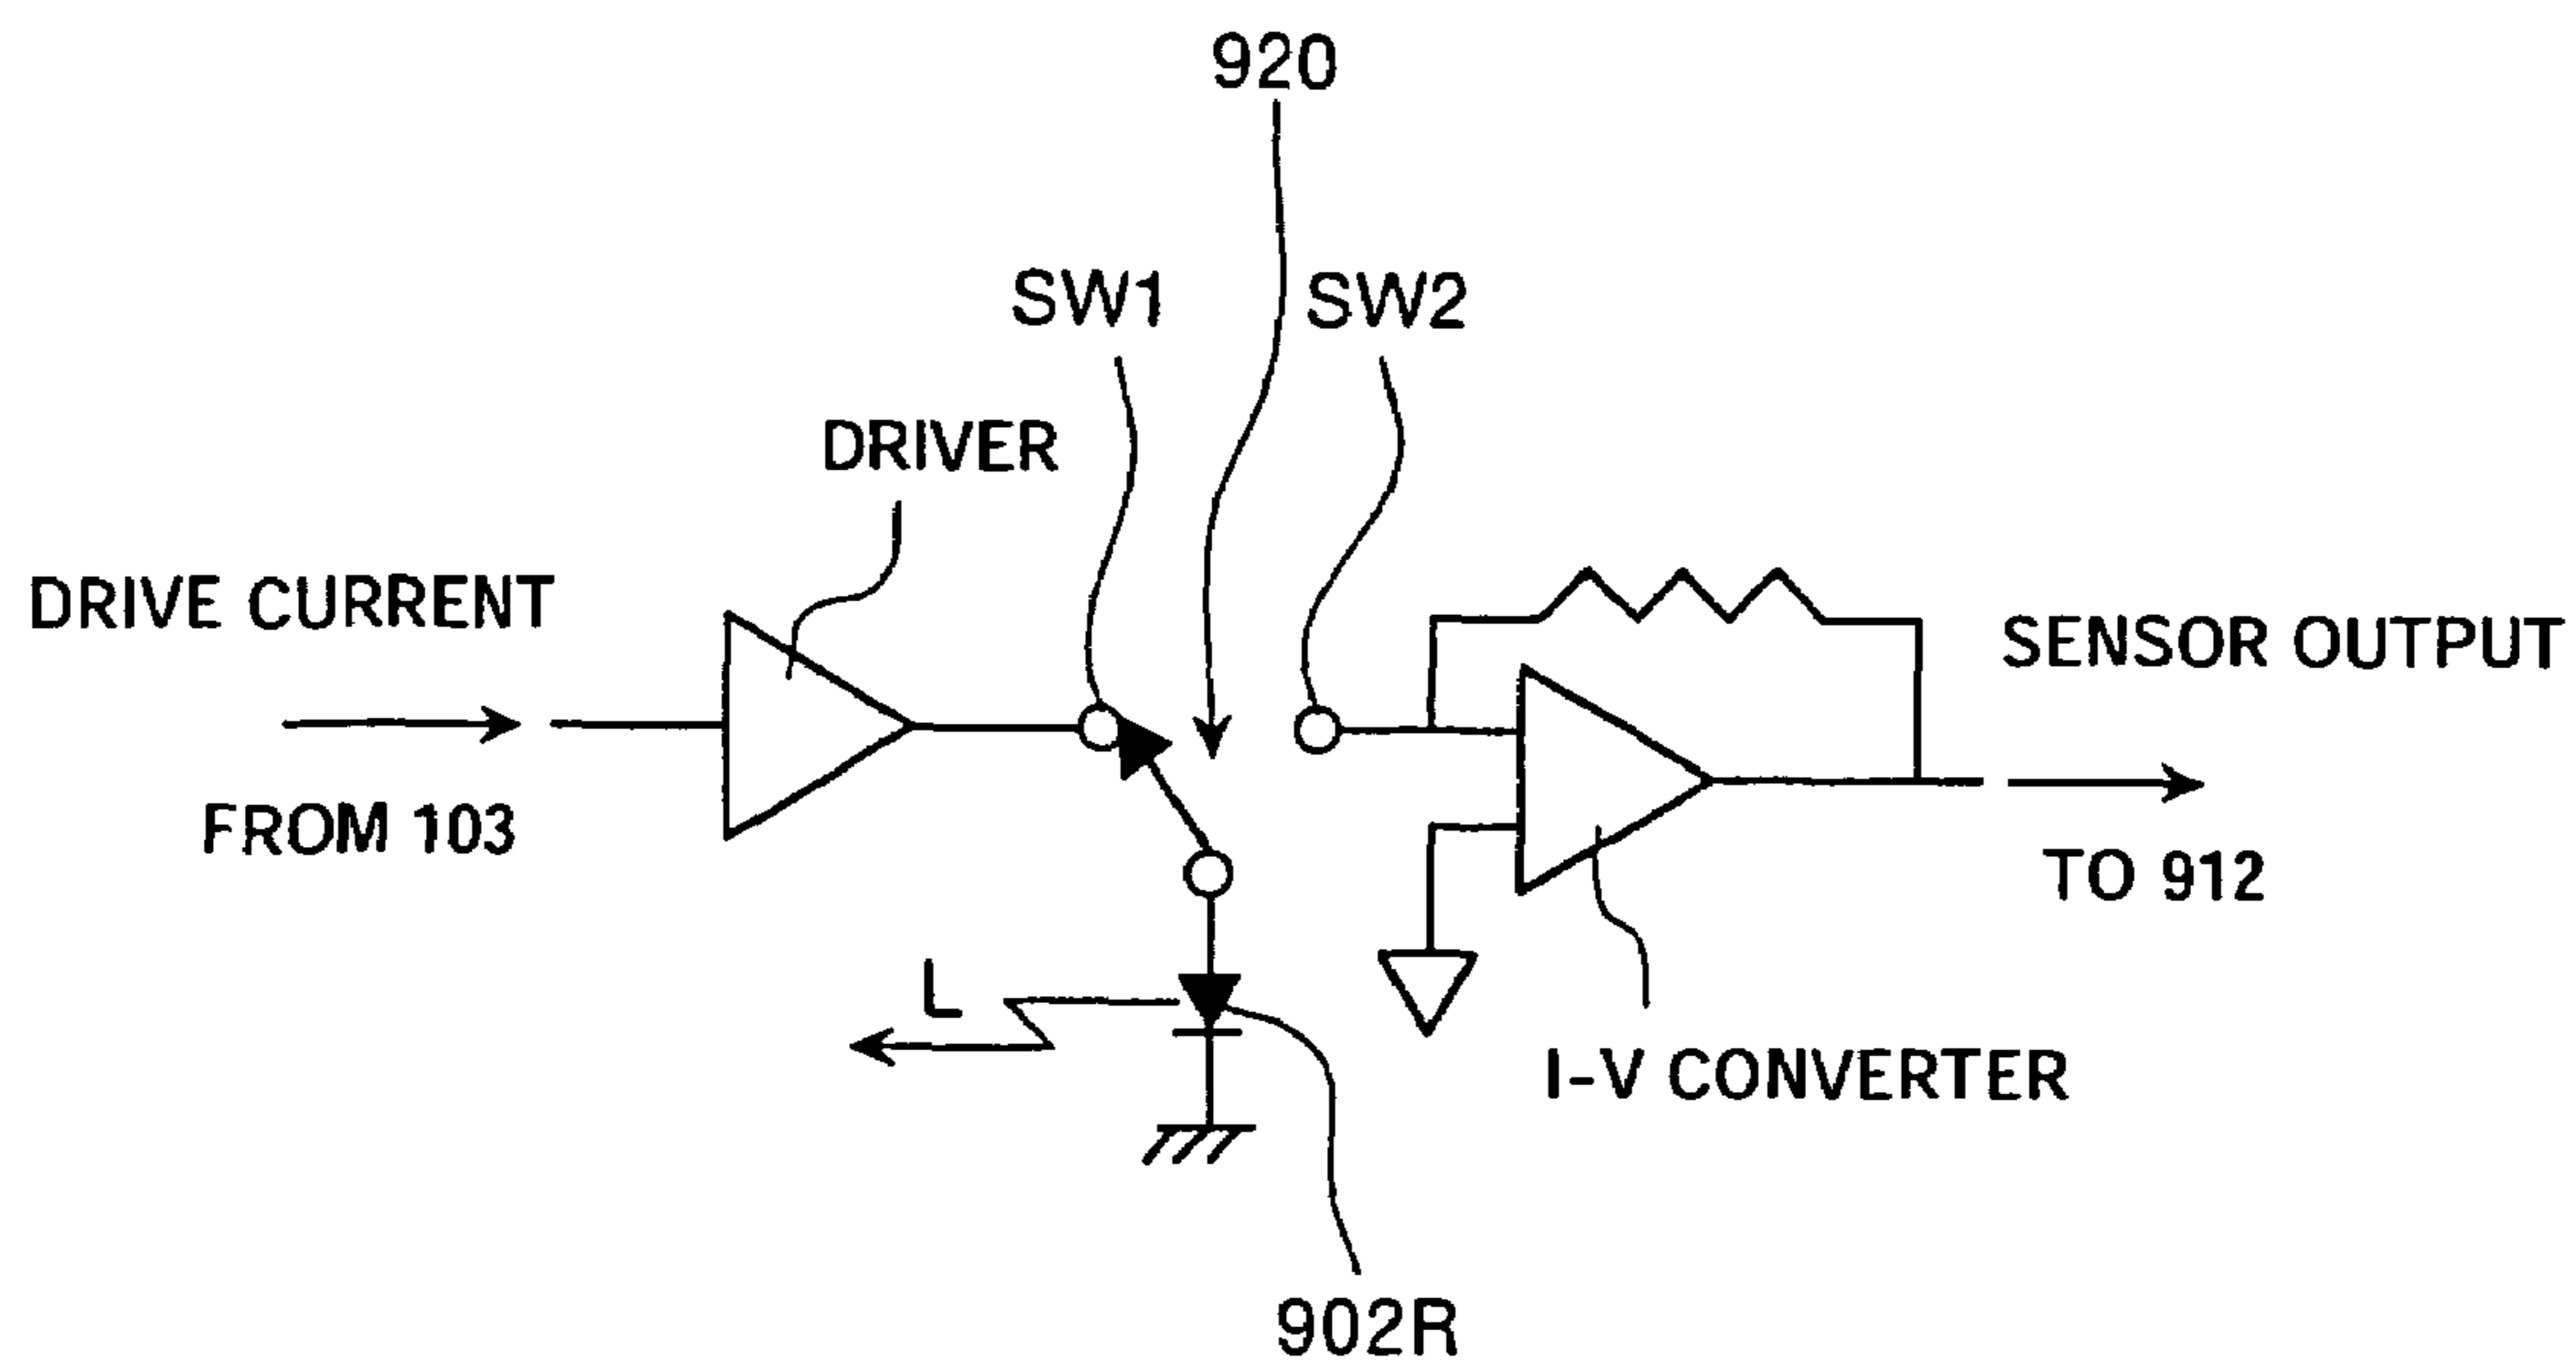 920
SW1
SW2
DRIVER
DRIVE CURRENT
SENSOR OUTPUT
FROM 103
TO 912
L
I-V CONVERTER
902R